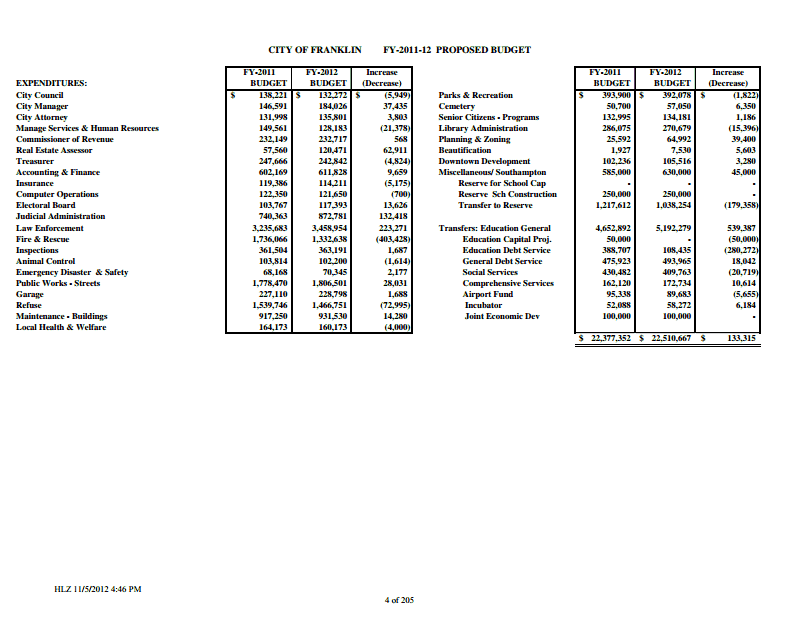 CITY OF FRANKLIN FY-2011-12 PROPOSED BUDGET
FY-2011 FY-2012 Increase
EXPENDITURES: BUDGET BUDGET (Decrease)
City Council $ 138,221 $ 132,272 $ (5,949)
City Manager 146,591 184,026 37,435
City Attorney 131,998 135,801 3,803
Manage Services & Human Resources 149,561 128,183 (21,378)
Commissioner of Revenue 232,149 232,717 568
Real Estate Assessor 57,560 120,471 62,911
Treasurer 247,666 242,842 (4,824)
Accounting & Finance 602,169 611,828 9,659
Insurance 119,386 114,211 (5,175)
Computer Operations 122,350 121,650 (700)
Electoral Board 103,767 117,393 13,626
Judicial Administration 740,363 872,781 132,418
Law Enforcement 3,235,683 3,458,954 223,271
Fire & Rescue 1,736,066 1,332,638 (403,428)
Inspections 361,504 363,191 1,687
Animal Control 103,814 102,200 (1,614)
Emergency Disaster & Safety 68,168 70,345 2,177
Public Works - Streets 1,778,470 1,806,501 28,031
Garage 227,110 228,798 1,688
Refuse 1,539,746 1,466,751 (72,995)
Maintenance - Buildings 917,250 931,530 14,280
Local Health & Welfare 164,173 160,173 (4,000)
FY-2011 FY-2012 Increase
BUDGET BUDGET (Decrease)
Parks & Recreation $ 393,900 $ 392,078 $ (1,822)
Cemetery 50,700 57,050 6,350
Senior Citizens - Programs 132,995 134,181 1,186
Library Administration 286,075 270,679 (15,396)
Planning & Zoning 25,592 64,992 39,400
Beautification 1,927 7,530 5,603
Downtown Development 102,236 105,516 3,280
Miscellaneous/ Southampton 585,000 630,000 45,000
Reserve for School Cap - - -
Reserve Sch Construction 250,000 250,000 -
Transfer to Reserve 1,217,612 1,038,254 (179,358)
Transfers: Education General 4,652,892 5,192,279 539,387
Education Capital Proj. 50,000 - (50,000)
Education Debt Service 388,707 108,435 (280,272)
General Debt Service 475,923 493,965 18,042
Social Services 430,482 409,763 (20,719)
Comprehensive Services 162,120 172,734 10,614
Airport Fund 95,338 89,683 (5,655)
Incubator 52,088 58,272 6,184
Joint Economic Dev 100,000 100,000 -
$ 22,377,352 $ 22,510,667 $ 133,315
HLZ 11/5/2012 4:46 PM
4 of 205